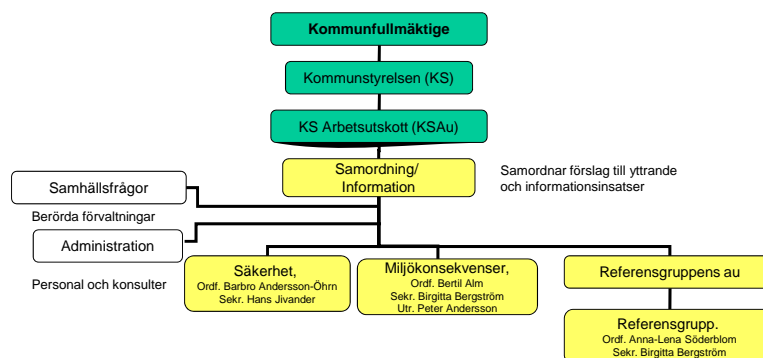 Kommunfullmäktige
Kommunstyrelsen (KS)
KS Arbetsutskott (KSAu)
Samordning/
Information
Samordnar förslag till yttrande
och informationsinsatser
Samhällsfrågor
Berörda förvaltningar
Administration
Personal och konsulter
Säkerhet,
Ordf. Barbro Andersson-Öhrn
Sekr. Hans Jivander
Miljökonsekvenser,
Ordf. Bertil Alm
Sekr. Birgitta Bergström
Utr. Peter Andersson
Referensgruppens au
Referensgrupp.
Ordf. Anna-Lena Söderblom
Sekr. Birgitta Bergström